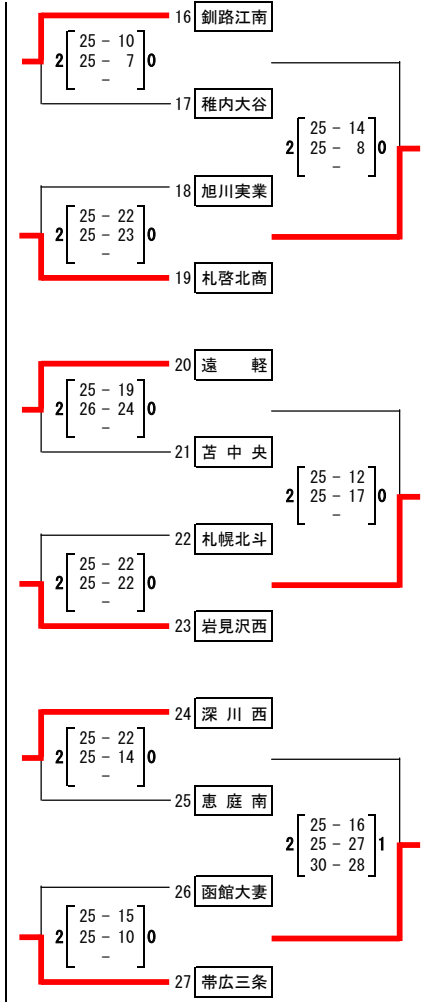 16 釧路江南
2 25 - 10 0
25 - 7
-
17 稚内大谷
2 25 - 14 0
25 - 8
-
18 旭川実業
2 25 - 22 0
25 - 23
-
19 札啓北商
20 遠 軽
2 25 - 19 0
26 - 24
-
21 苫中央
2 25 - 12 0
25 - 17
-
22 札幌北斗
2 25 - 22 0
25 - 22
-
23 岩見沢西
24 深川西
2 25 - 22 0
25 - 14
-
25 恵庭南
2 25 - 16 1
25 - 27
30 - 28
26 函館大妻
2 25 - 15 0
25 - 10
-
27 帯広三条